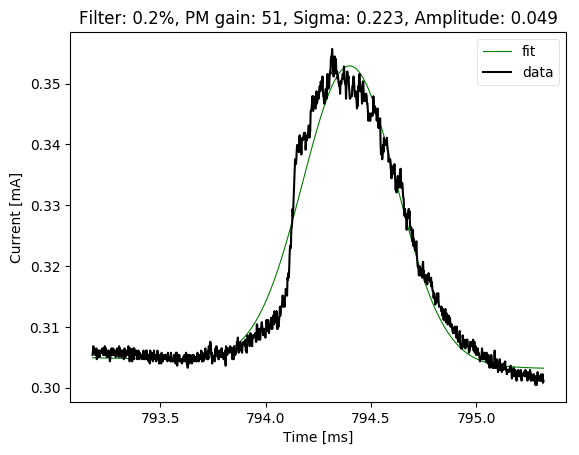 Filter: 0.2%, PM gain: 51, Sigma: 0.223, Amplitude: 0.049
fit
data
0.35
0.34
0.33
0.32
0.31
0.30
Current [mA]
793.5 794.0 794.5 795.0
Time [ms]